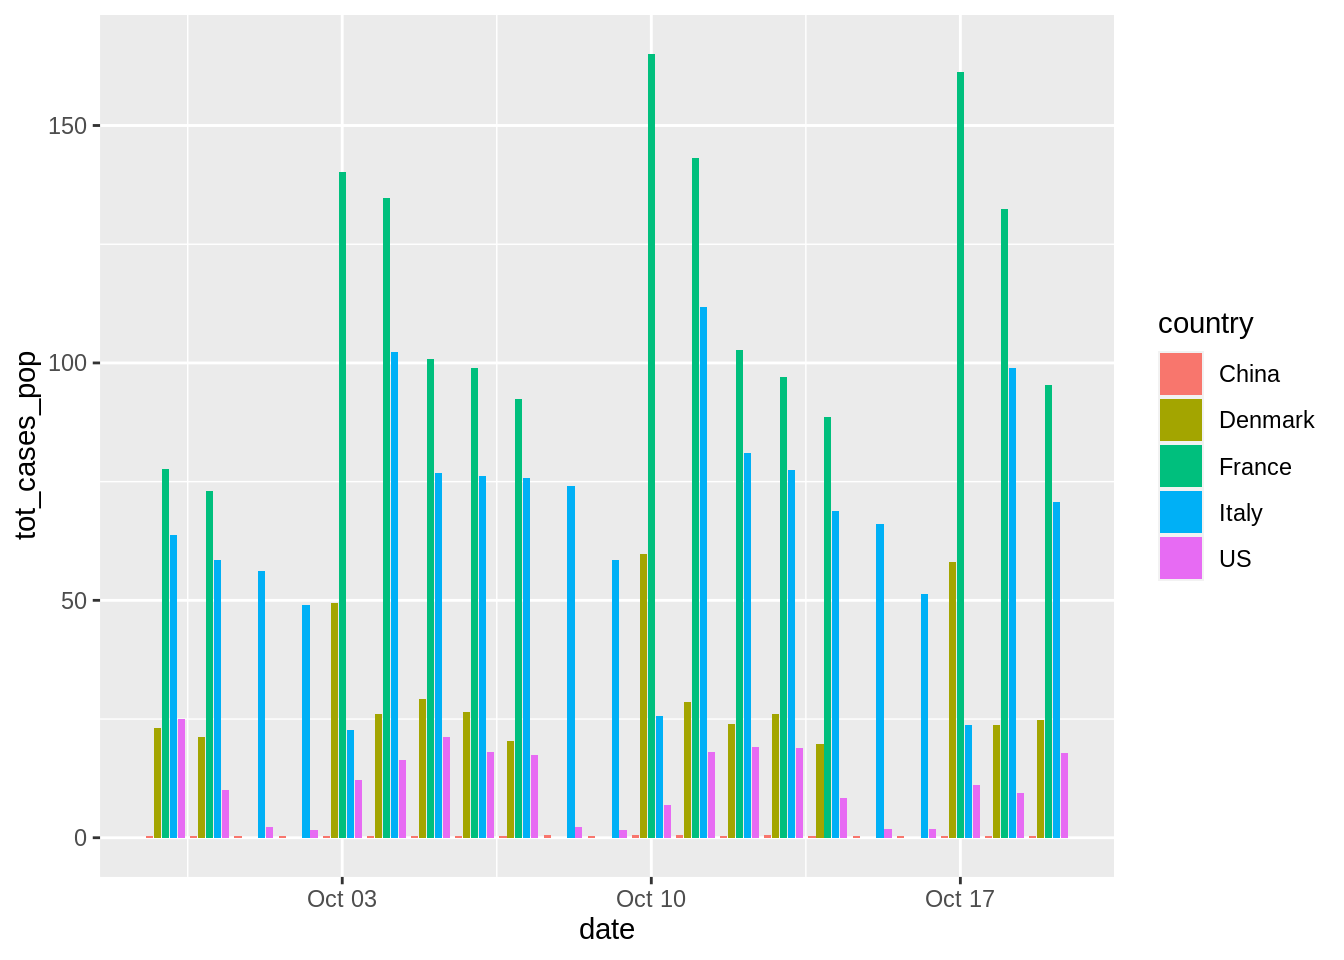 tot_cases_pop
150
100
50
0
Oct 03
Oct 10
Oct 17
date
country
China
Denmark
France
Italy
US